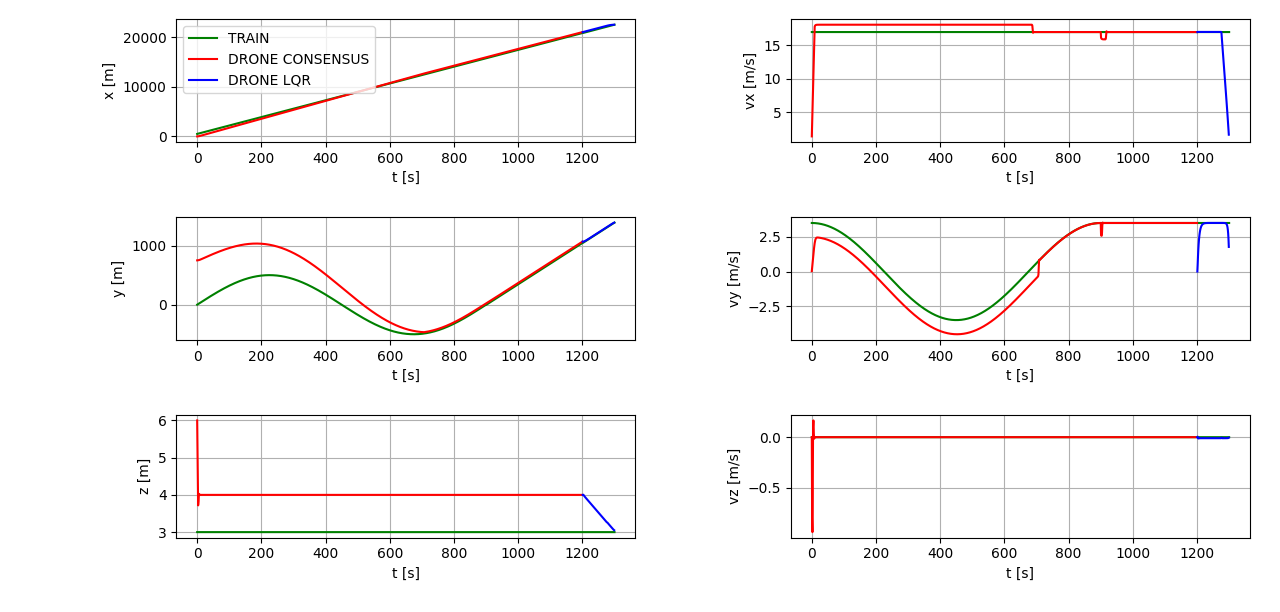 20000
10000
0
x [m]
TRAIN
DRONE CONSENSUS
DRONE LQR
0 200 400 600 800 1000 1200
t [s]
15
10
5
vx [m/s]
0 200 400 600 800 1000 1200
t [s]
1000
0
y [m]
0 200 400 600 800 1000 1200
t [s]
2.5
0.0
−2.5
vy [m/s]
0 200 400 600 800 1000 1200
t [s]
6
5
4
3
z [m]
0 200 400 600 800 1000 1200
t [s]
0.0
−0.5
vz [m/s]
0 200 400 600 800 1000 1200
t [s]